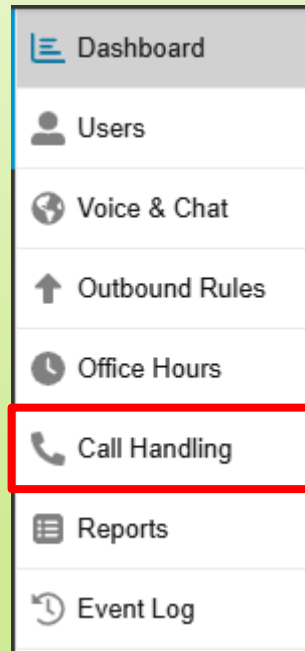 Dashboard
Users
Voice & Chat
Outbound Rules
Office Hours
Call Handling
Reports
Event Log